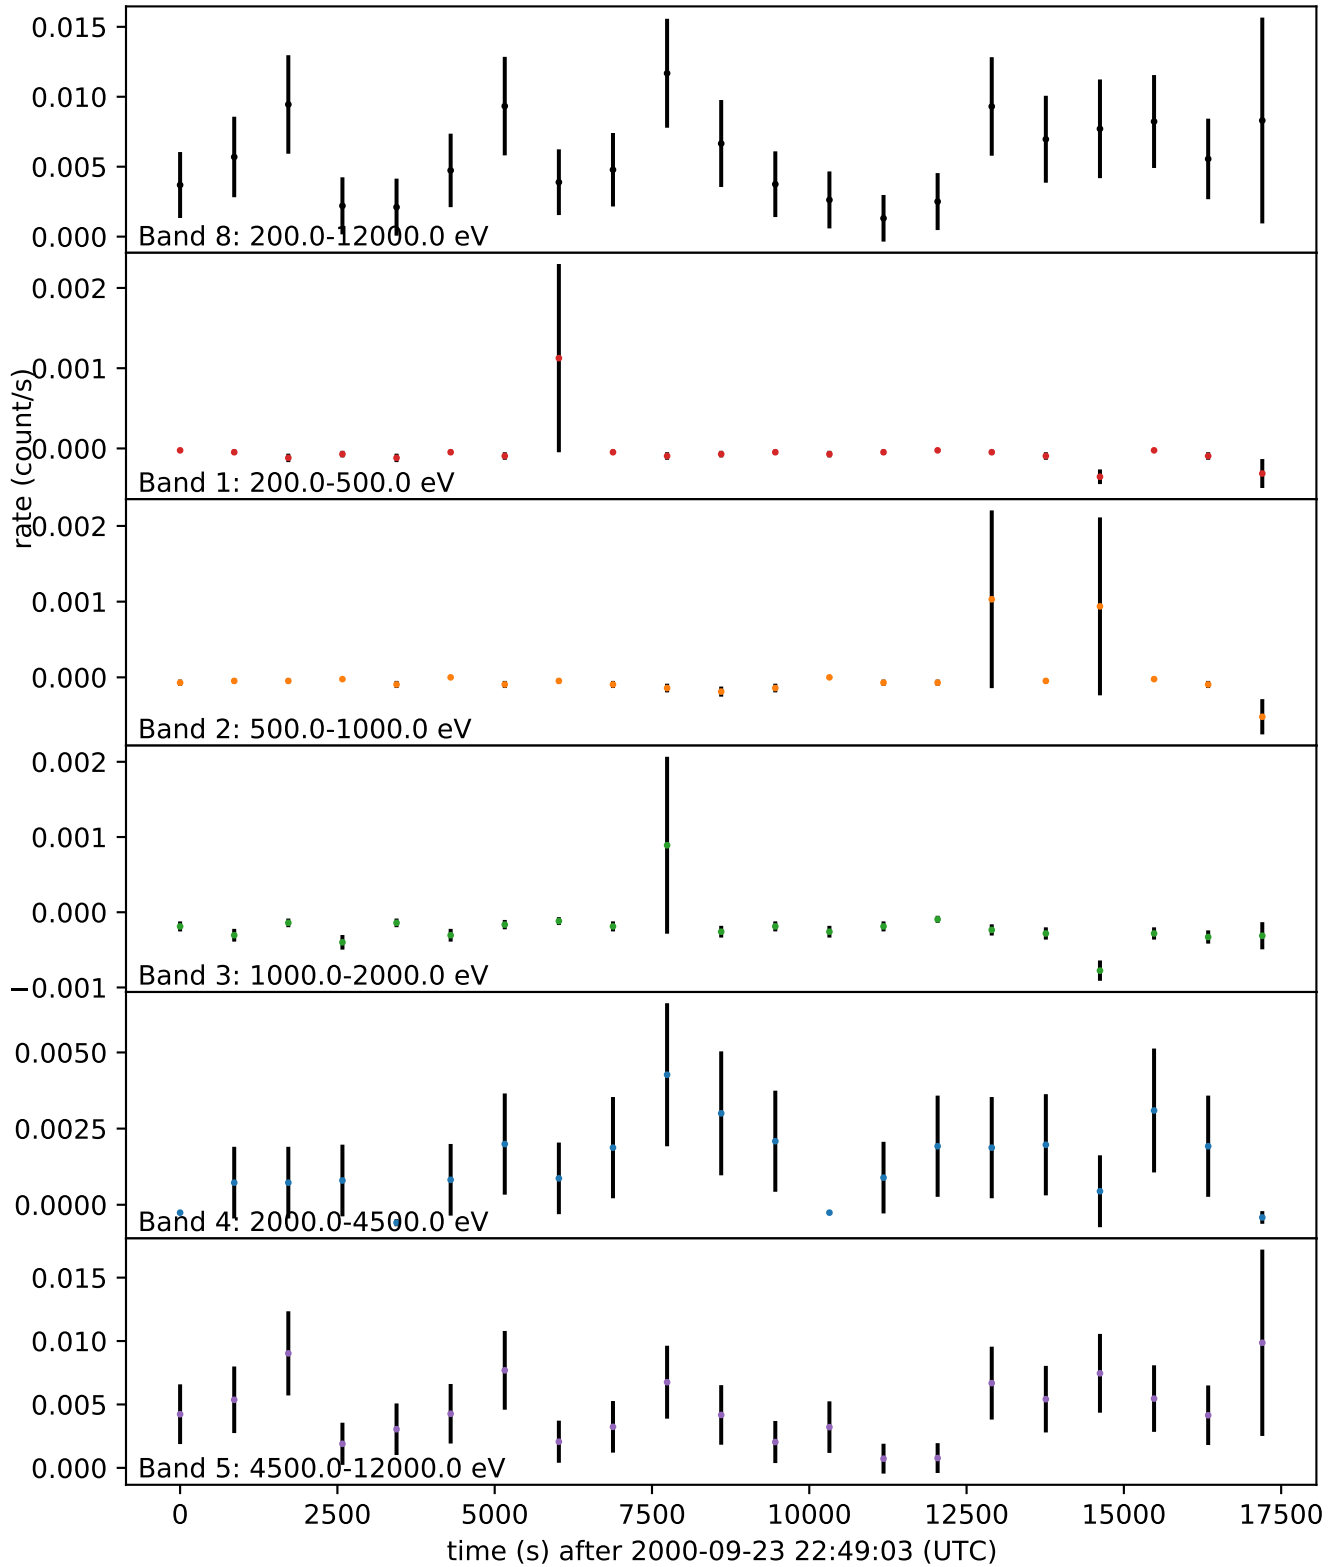 0.015
0.010
0.005
0.000
Band 8: 200.0-12000.0 eV
0.002
0.001
0.000
Band 1: 200.0-500.0 eV
rate (count/s)
0.002
0.001
0.000
Band 2: 500.0-1000.0 eV
0.002
0.001
0.000
−0.001
Band 3: 1000.0-2000.0 eV
0.0050
0.0025
0.0000
Band 4: 2000.0-4500.0 eV
0.015
0.010
0.005
0.000
Band 5: 4500.0-12000.0 eV
0 2500 5000 7500 10000 12500 15000 17500
time (s) after 2000-09-23 22:49:03 (UTC)